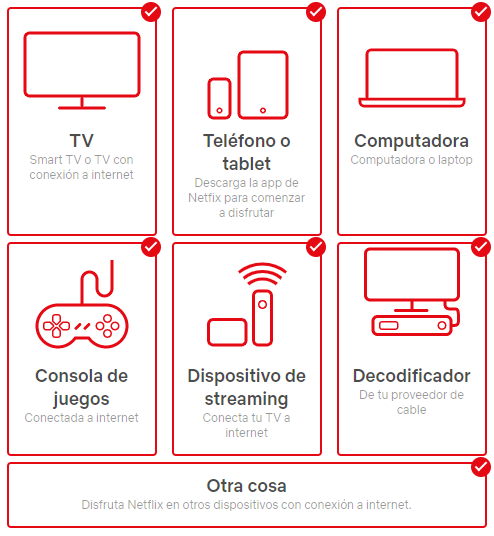 TV
Smart TV o TV con
conexión a internet
Teléfono o
tablet
Descarga la app de
Netfix para comenzar
a disfrutar
Computadora
Computadora o laptop
Consola de
juegos
Conectada a internet
Dispositivo de
streaming
Conecta tu TV a
internet
Decodificador
De tu proveedor de
cable
Otra cosa
Disfruta Netflix en otros dispositivos con conexión a internet.